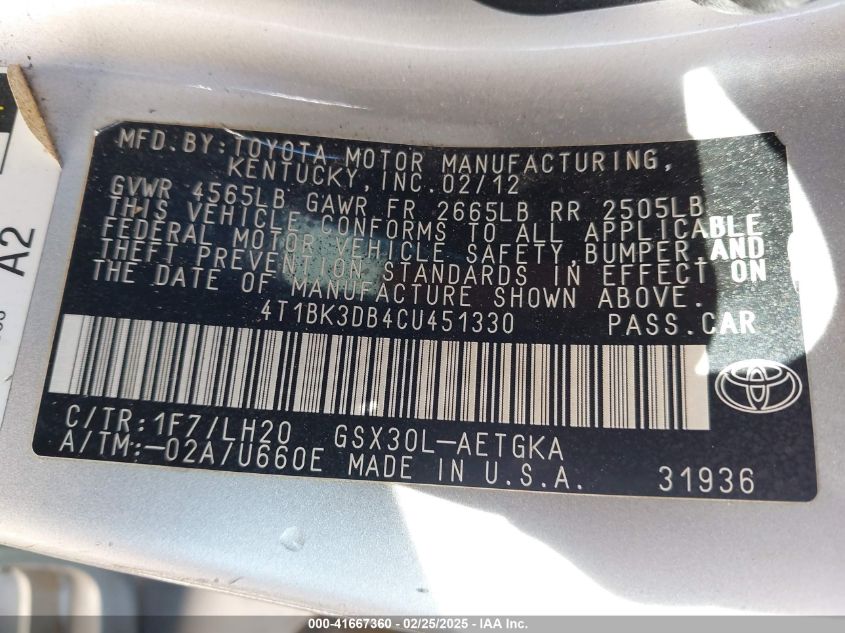 A2
MFD.BY:TOYOTA MOTOR MANUFACTURING,
KENTUCKY,INC.02/12
GVWR 4565LB GAWR FR 2665LB RR 2505LB
THIS VEHICLE CONFORMS TO ALL APPLICABLE
FEDERAL MOTOR VEHICLE SAFETY,BUMPER,AND
THEFT PREVENTION STANDARDS IN EFFECT ON
THE DATE OF MANUFACTURE SHOWN ABOVE.
4T1BK3DB4CU451330 PASS.CAR
C/TR:1F7/LH20 GSX30L-AETGKA
A/TM:-02A/U660E MADE IN U.S.A. 31936
000-41667360 - 02/25/2025 - IAA Inc.